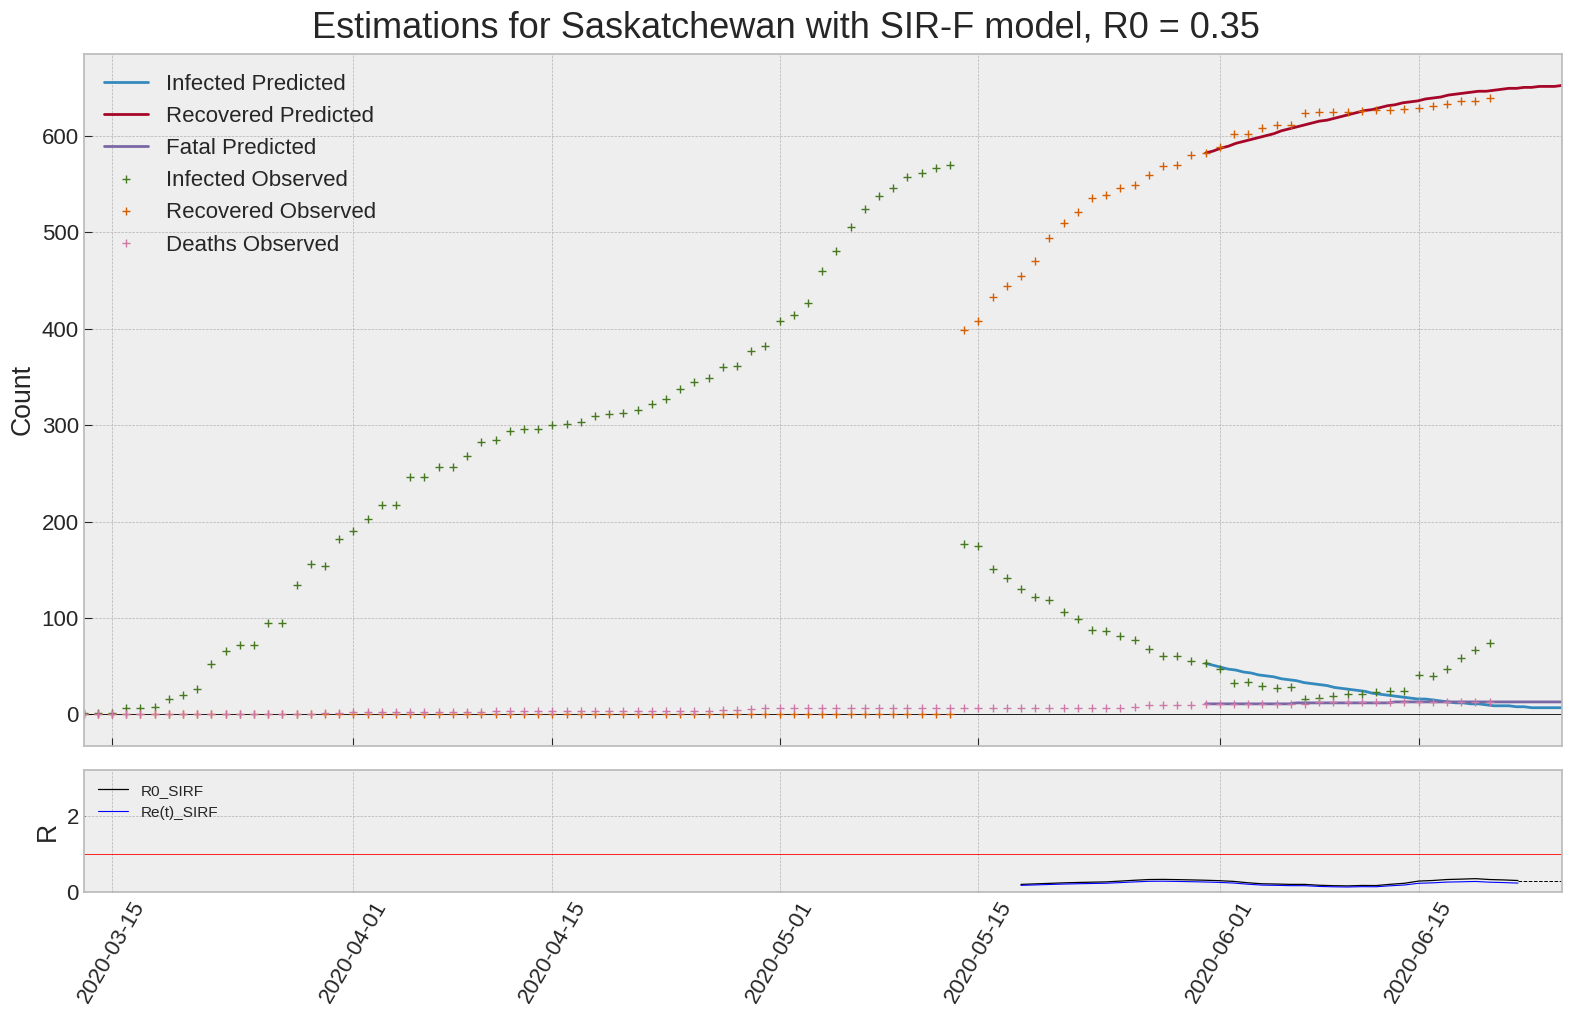 Estimations for Saskatchewan with SIR-F model, R0 = 0.35
Infected Predicted
Recovered Predicted
Fatal Predicted
Infected Observed
Recovered Observed
Deaths Observed
Count
600
500
400
300
200
100
0
R0_SIRF
Re(t)_SIRF
R
2
0
2020-03-15
2020-04-01
2020-04-15
2020-05-01
2020-05-15
2020-06-01
2020-06-15